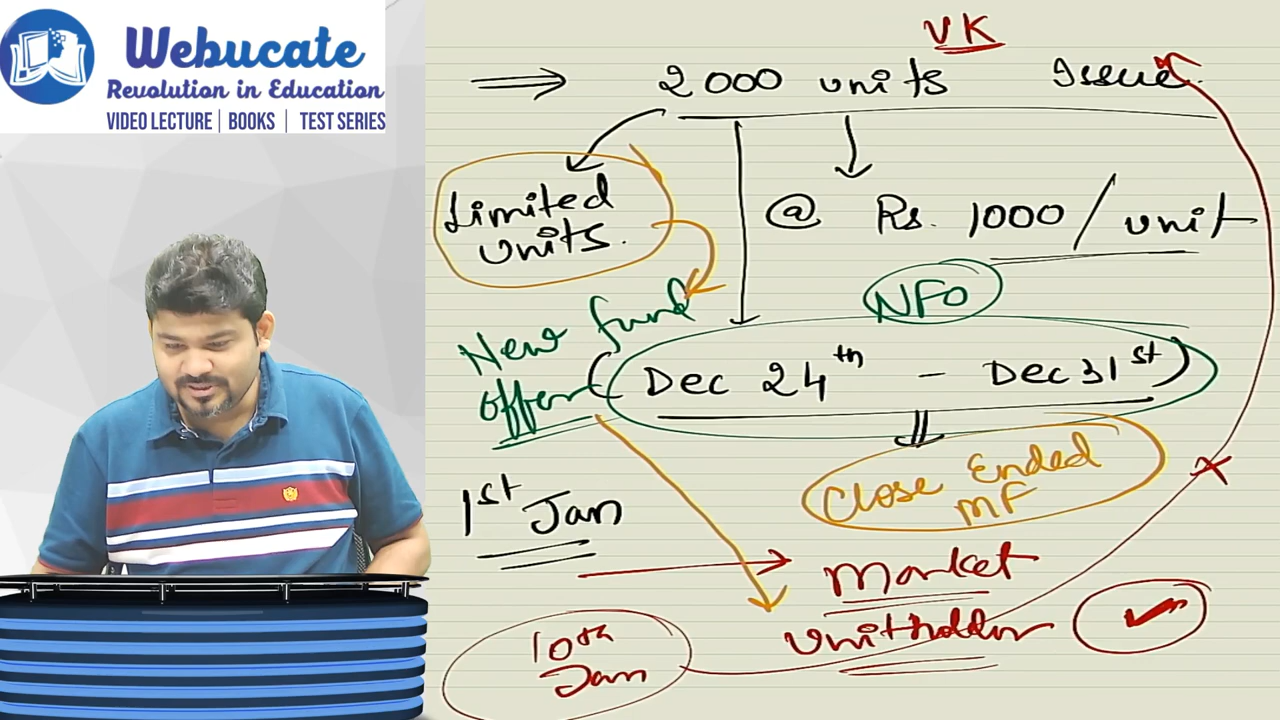 Webucate
Revolution in Education
VIDEO LECTURE | BOOKS | TEST SERIES
VK
⇒ 2000 units Issue.
Limited
units.
@ Rs. 1000 / unit
NFO
New fund
offer
(Dec 24th - Dec 31st)
Close Ended
MF
1st Jan
Market
Unitholder
10th
Jan